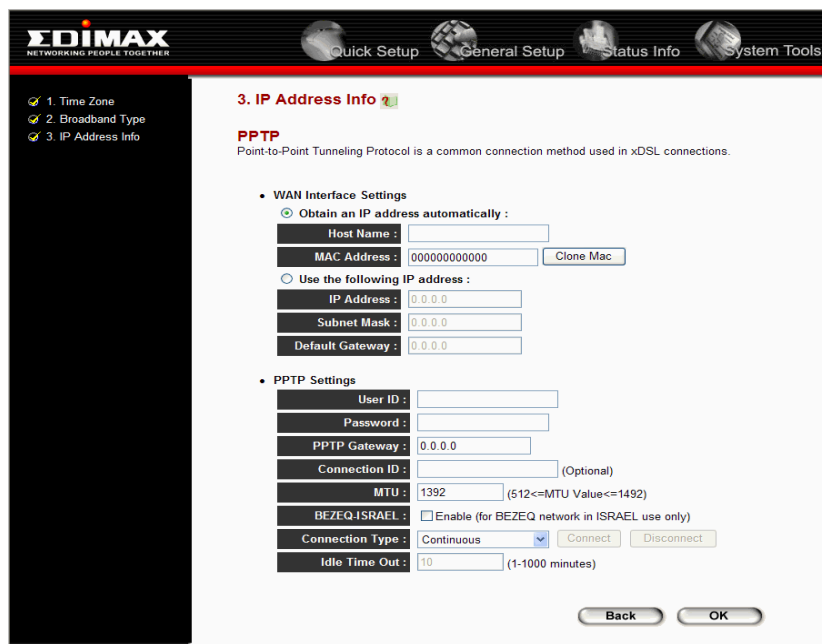 EDIMAX
NETWORKING PEOPLE TOGETHER
Quick Setup
General Setup
Status Info
System Tools
1. Time Zone
2. Broadband Type
3. IP Address Info
3. IP Address Info
PPTP
Point-to-Point Tunneling Protocol is a common connection method used in xDSL connections.
• WAN Interface Settings
Obtain an IP address automatically :
Host Name :
MAC Address : 000000000000 Clone Mac
Use the following IP address :
IP Address : 0.0.0.0
Subnet Mask : 0.0.0.0
Default Gateway : 0.0.0.0
• PPTP Settings
User ID :
Password :
PPTP Gateway : 0.0.0.0
Connection ID : (Optional)
MTU : 1392 (512<=MTU Value<=1492)
BEZEQ-ISRAEL : Enable (for BEZEQ network in ISRAEL use only)
Connection Type : Continuous Connect Disconnect
Idle Time Out : 10 (1-1000 minutes)
Back OK